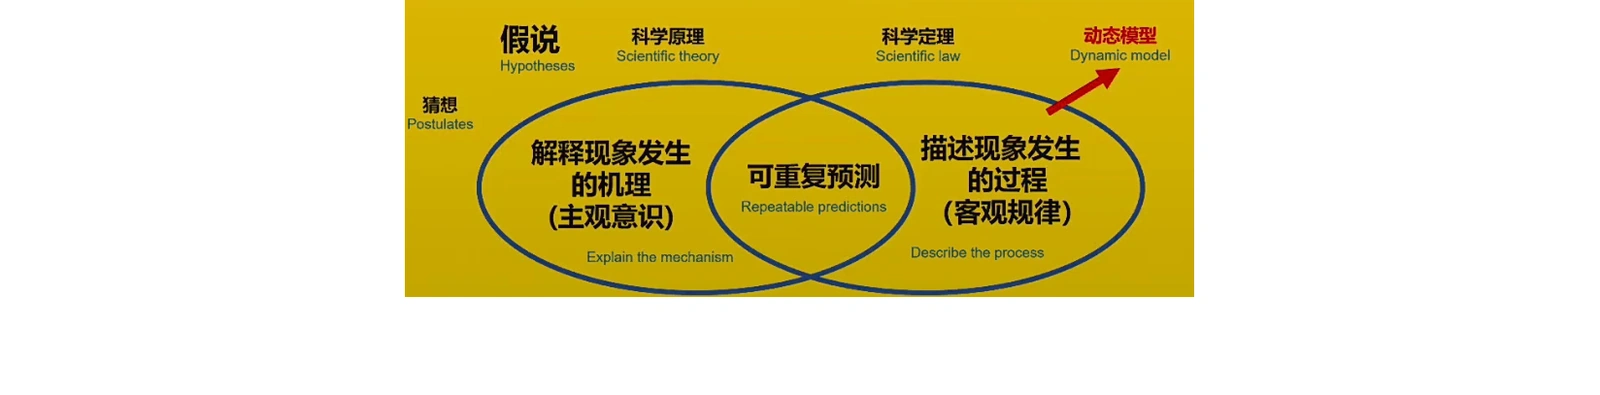 假说
Hypotheses
科学原理
Scientific theory
科学定理
Scientific law
动态模型
Dynamic model
猜想
Postulates
解释现象发生
的机理
(主观意识)
Explain the mechanism
可重复预测
Repeatable predictions
描述现象发生
的过程
（客观规律）
Describe the process